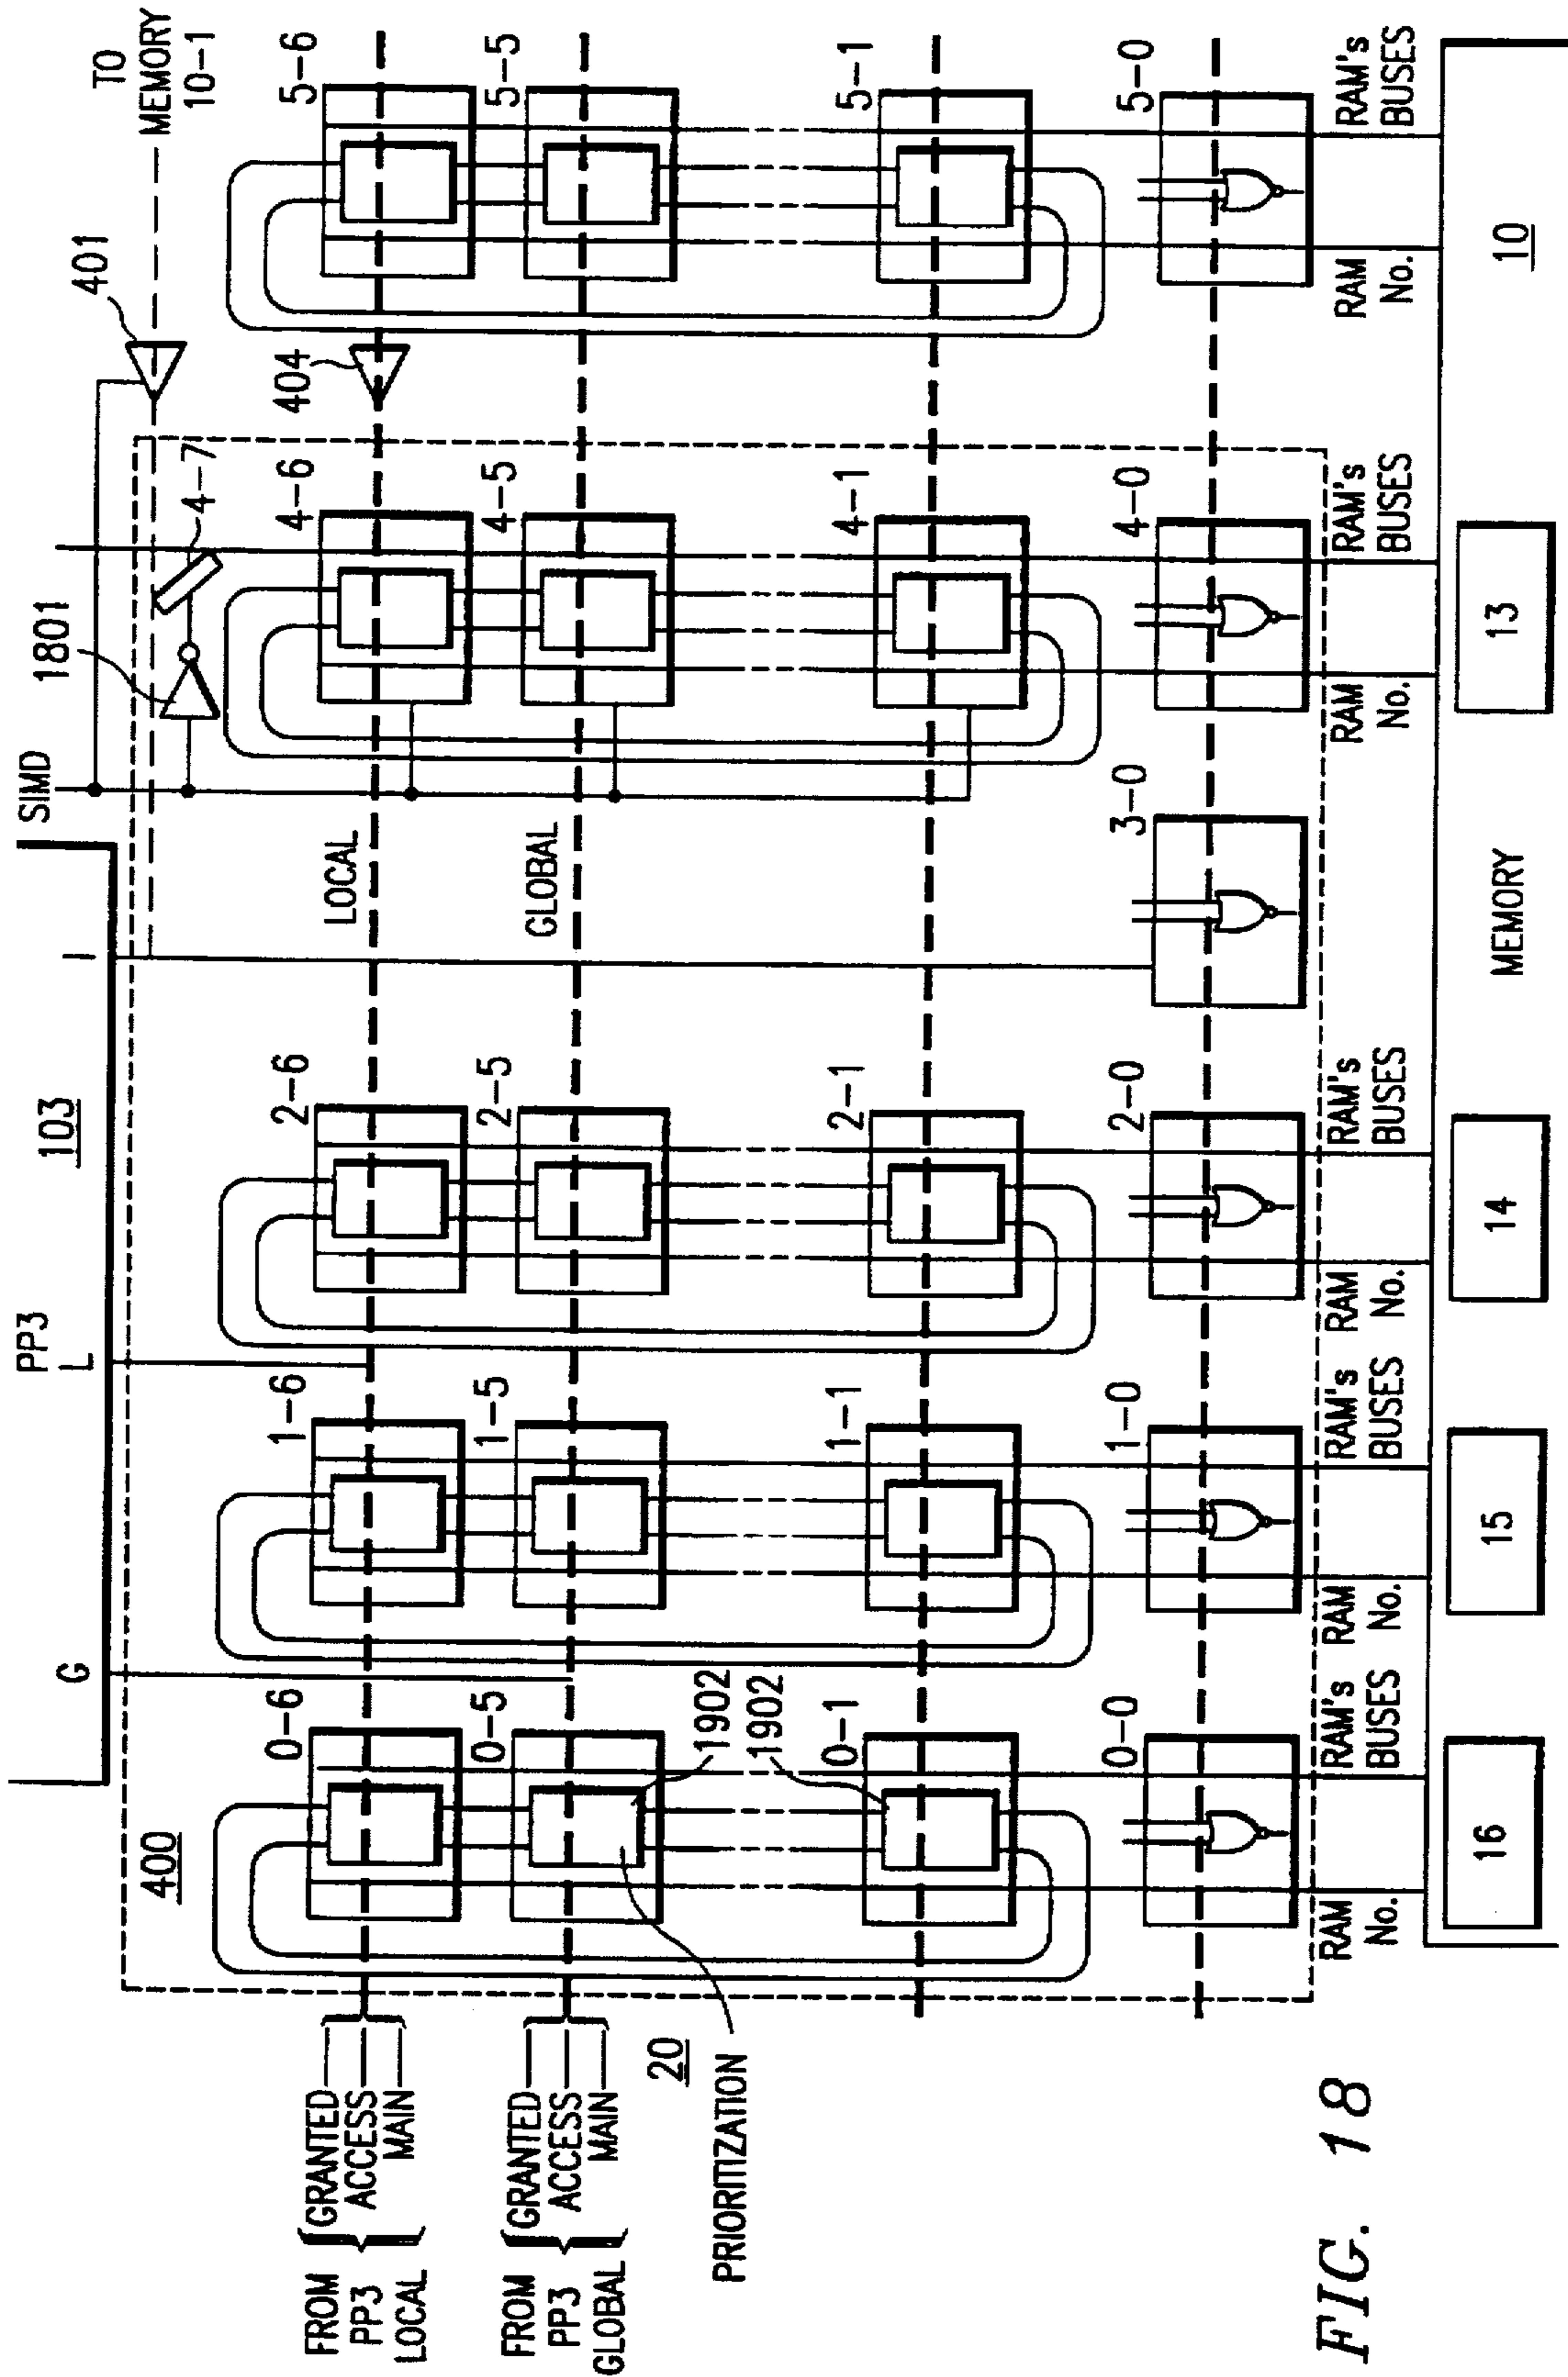 TO
MEMORY
10-1
SIMD
103
PP3
G
L
I
401
1801
4-7
404
400
FROM
PP3
LOCAL
GRANTED
ACCESS
MAIN
FROM
PP3
GLOBAL
GRANTED
ACCESS
MAIN
LOCAL
GLOBAL
0-6
1-6
2-6
4-6
5-6
0-5
1-5
2-5
4-5
5-5
20
PRIORITIZATION
1902
1902
0-1
1-1
2-1
4-1
5-1
0-0
1-0
2-0
3-0
4-0
5-0
RAM
No.
RAM's
BUSES
RAM
No.
RAM's
BUSES
RAM
No.
RAM's
BUSES
RAM
No.
RAM's
BUSES
RAM
No.
RAM's
BUSES
16
15
14
MEMORY
13
10
FIG. 18